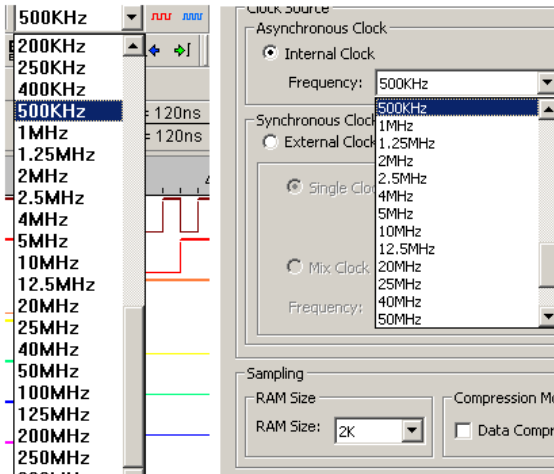 500KHz
200KHz
250KHz
400KHz
500KHz
1MHz
1.25MHz
2MHz
2.5MHz
4MHz
5MHz
10MHz
12.5MHz
20MHz
25MHz
40MHz
50MHz
100MHz
125MHz
200MHz
250MHz
= 120ns
= 120ns
Clock Source
Asynchronous Clock
Internal Clock
Frequency: 500KHz
500KHz
1MHz
1.25MHz
2MHz
2.5MHz
4MHz
5MHz
10MHz
12.5MHz
20MHz
25MHz
40MHz
50MHz
Synchronous Clock
External Clock
Single Clo
Mix Clock
Frequency:
Sampling
RAM Size
RAM Size: 2K
Compression Mo
Data Compr